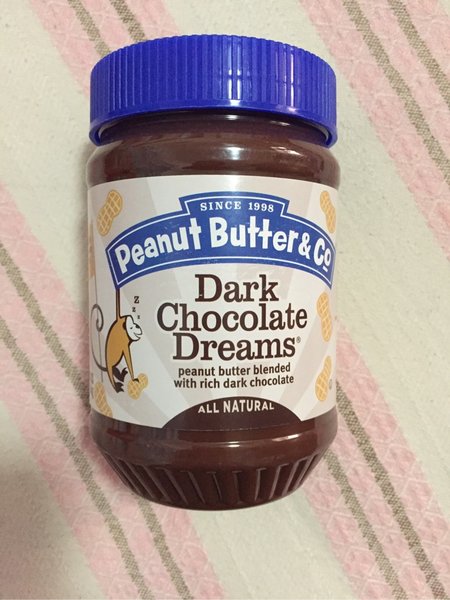 SINCE 1998
Peanut Butter & Co
z
z
z
Dark
Chocolate
Dreams®
peanut butter blended
with rich dark chocolate
ALL NATURAL